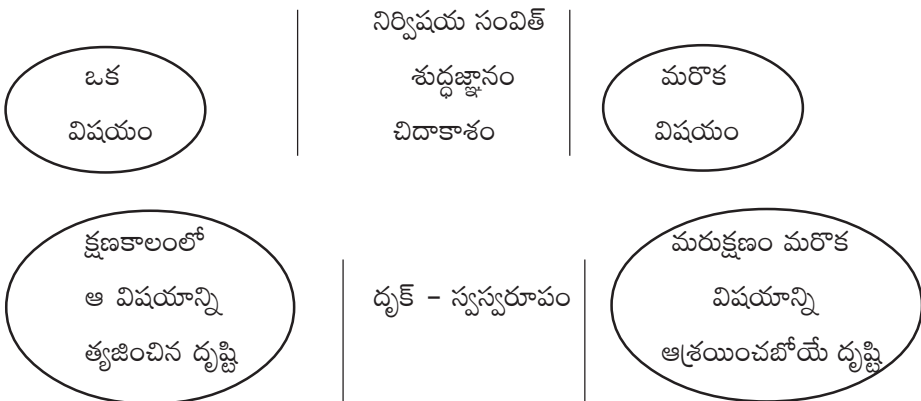 నిర్విషయ సంవిత్
ఒక శుద్ధజ్ఞానం మరొక
విషయం చిదాకాశం విషయం
క్షణకాలంలో మరుక్షణం మరొక
ఆ విషయాన్ని దృక్ – స్వస్వరూపం విషయాన్ని
త్యజించిన దృష్టి ఆశ్రయించబోయే దృష్టి